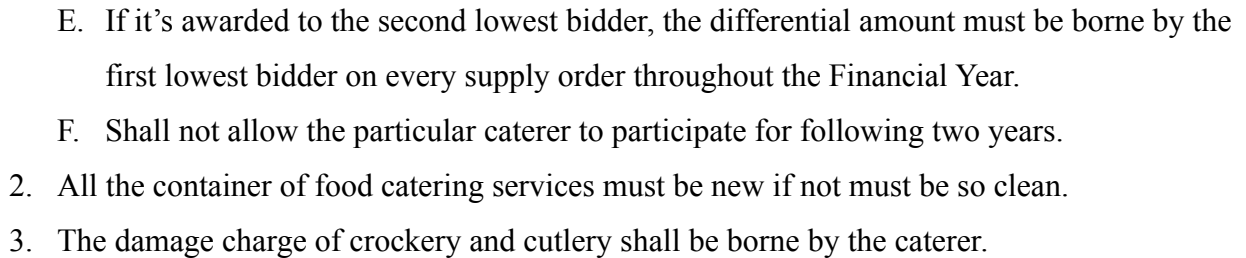 E. If it’s awarded to the second lowest bidder, the differential amount must be borne by the
first lowest bidder on every supply order throughout the Financial Year.
F. Shall not allow the particular caterer to participate for following two years.
2. All the container of food catering services must be new if not must be so clean.
3. The damage charge of crockery and cutlery shall be borne by the caterer.